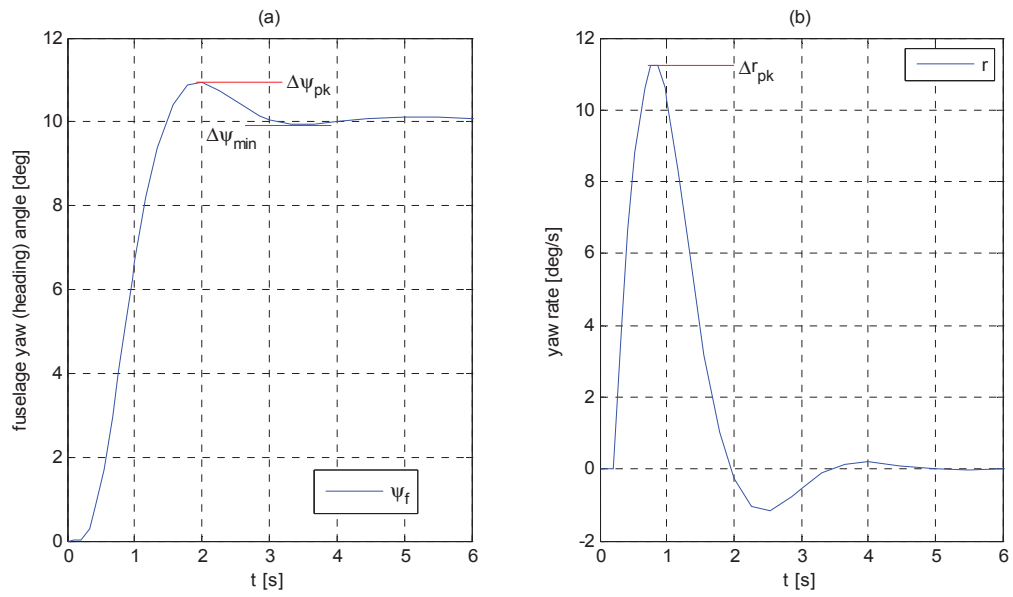 (a)
fuselage yaw (heading) angle [deg]
12
10
8
6
4
2
0
Δψpk
Δψmin
ψf
0 1 2 3 4 5 6
t [s]
(b)
yaw rate [deg/s]
12
10
8
6
4
2
0
-2
Δrpk
r
0 1 2 3 4 5 6
t [s]